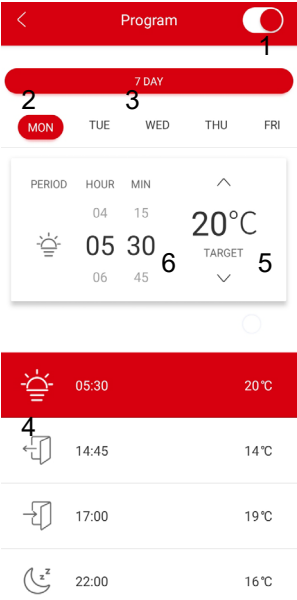 Program
1
7 DAY
2 3
MON TUE WED THU FRI
PERIOD HOUR MIN
04 15
20°C
05 30
TARGET
6 5
06 45
05:30 20°C
4
14:45 14°C
17:00 19°C
z z
22:00 16°C